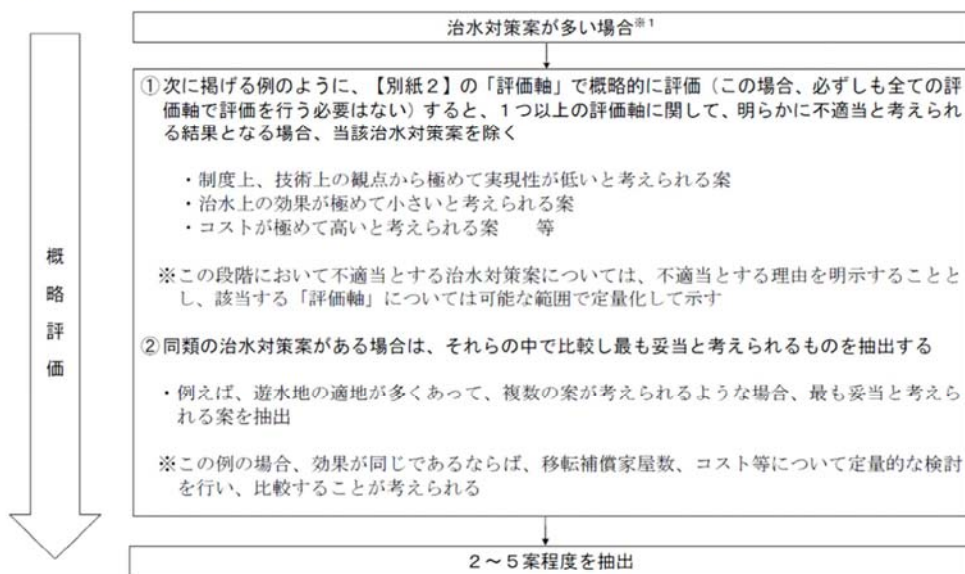 治水対策案が多い場合※1
① 次に掲げる例のように、【別紙2】の「評価軸」で概略的に評価（この場合、必ずしも全ての評
価軸で評価を行う必要はない）すると、1つ以上の評価軸に関して、明らかに不適当と考えられ
る結果となる場合、当該治水対策案を除く
・制度上、技術上の観点から極めて実現性が低いと考えられる案
・治水上の効果が極めて小さいと考えられる案
・コストが極めて高いと考えられる案　等
※この段階において不適当とする治水対策案については、不適当とする理由を明示することと
し、該当する「評価軸」については可能な範囲で定量化して示す
② 同類の治水対策案がある場合は、それらの中で比較し最も妥当と考えられるものを抽出する
・例えば、遊水地の適地が多くあって、複数の案が考えられるような場合、最も妥当と考えら
れる案を抽出
※この例の場合、効果が同じであるならば、移転補償家屋数、コスト等について定量的な検討
を行い、比較することが考えられる
2～5案程度を抽出
概略評価